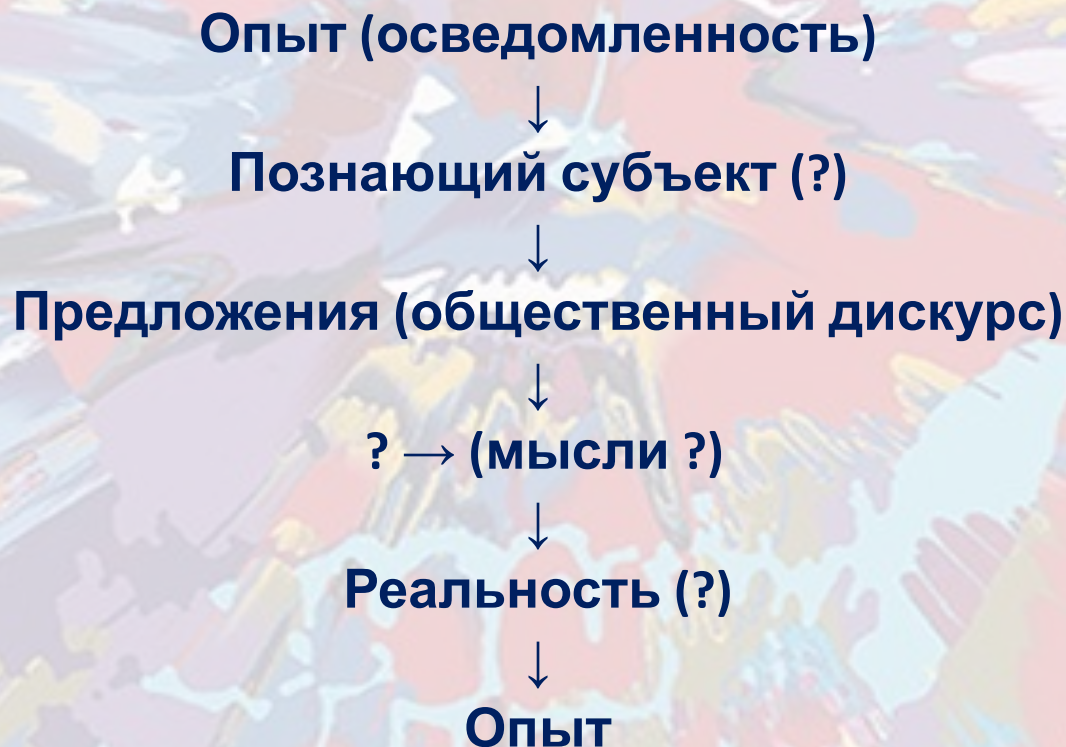 Опыт (осведомленность)
↓
Познающий субъект (?)
↓
Предложения (общественный дискурс)
↓
? → (мысли ?)
↓
Реальность (?)
↓
Опыт